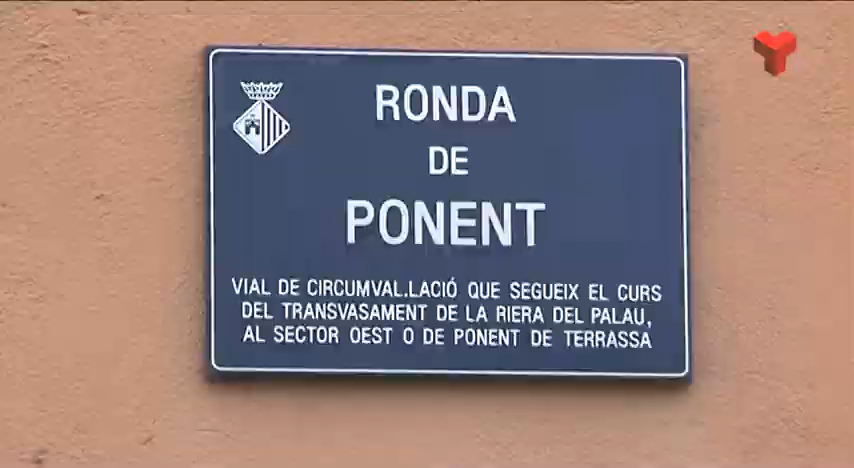 RONDA
DE
PONENT
VIAL DE CIRCUMVAL.LACIÓ QUE SEGUEIX EL CURS
DEL TRANSVASAMENT DE LA RIERA DEL PALAU,
AL SECTOR OEST O DE PONENT DE TERRASSA